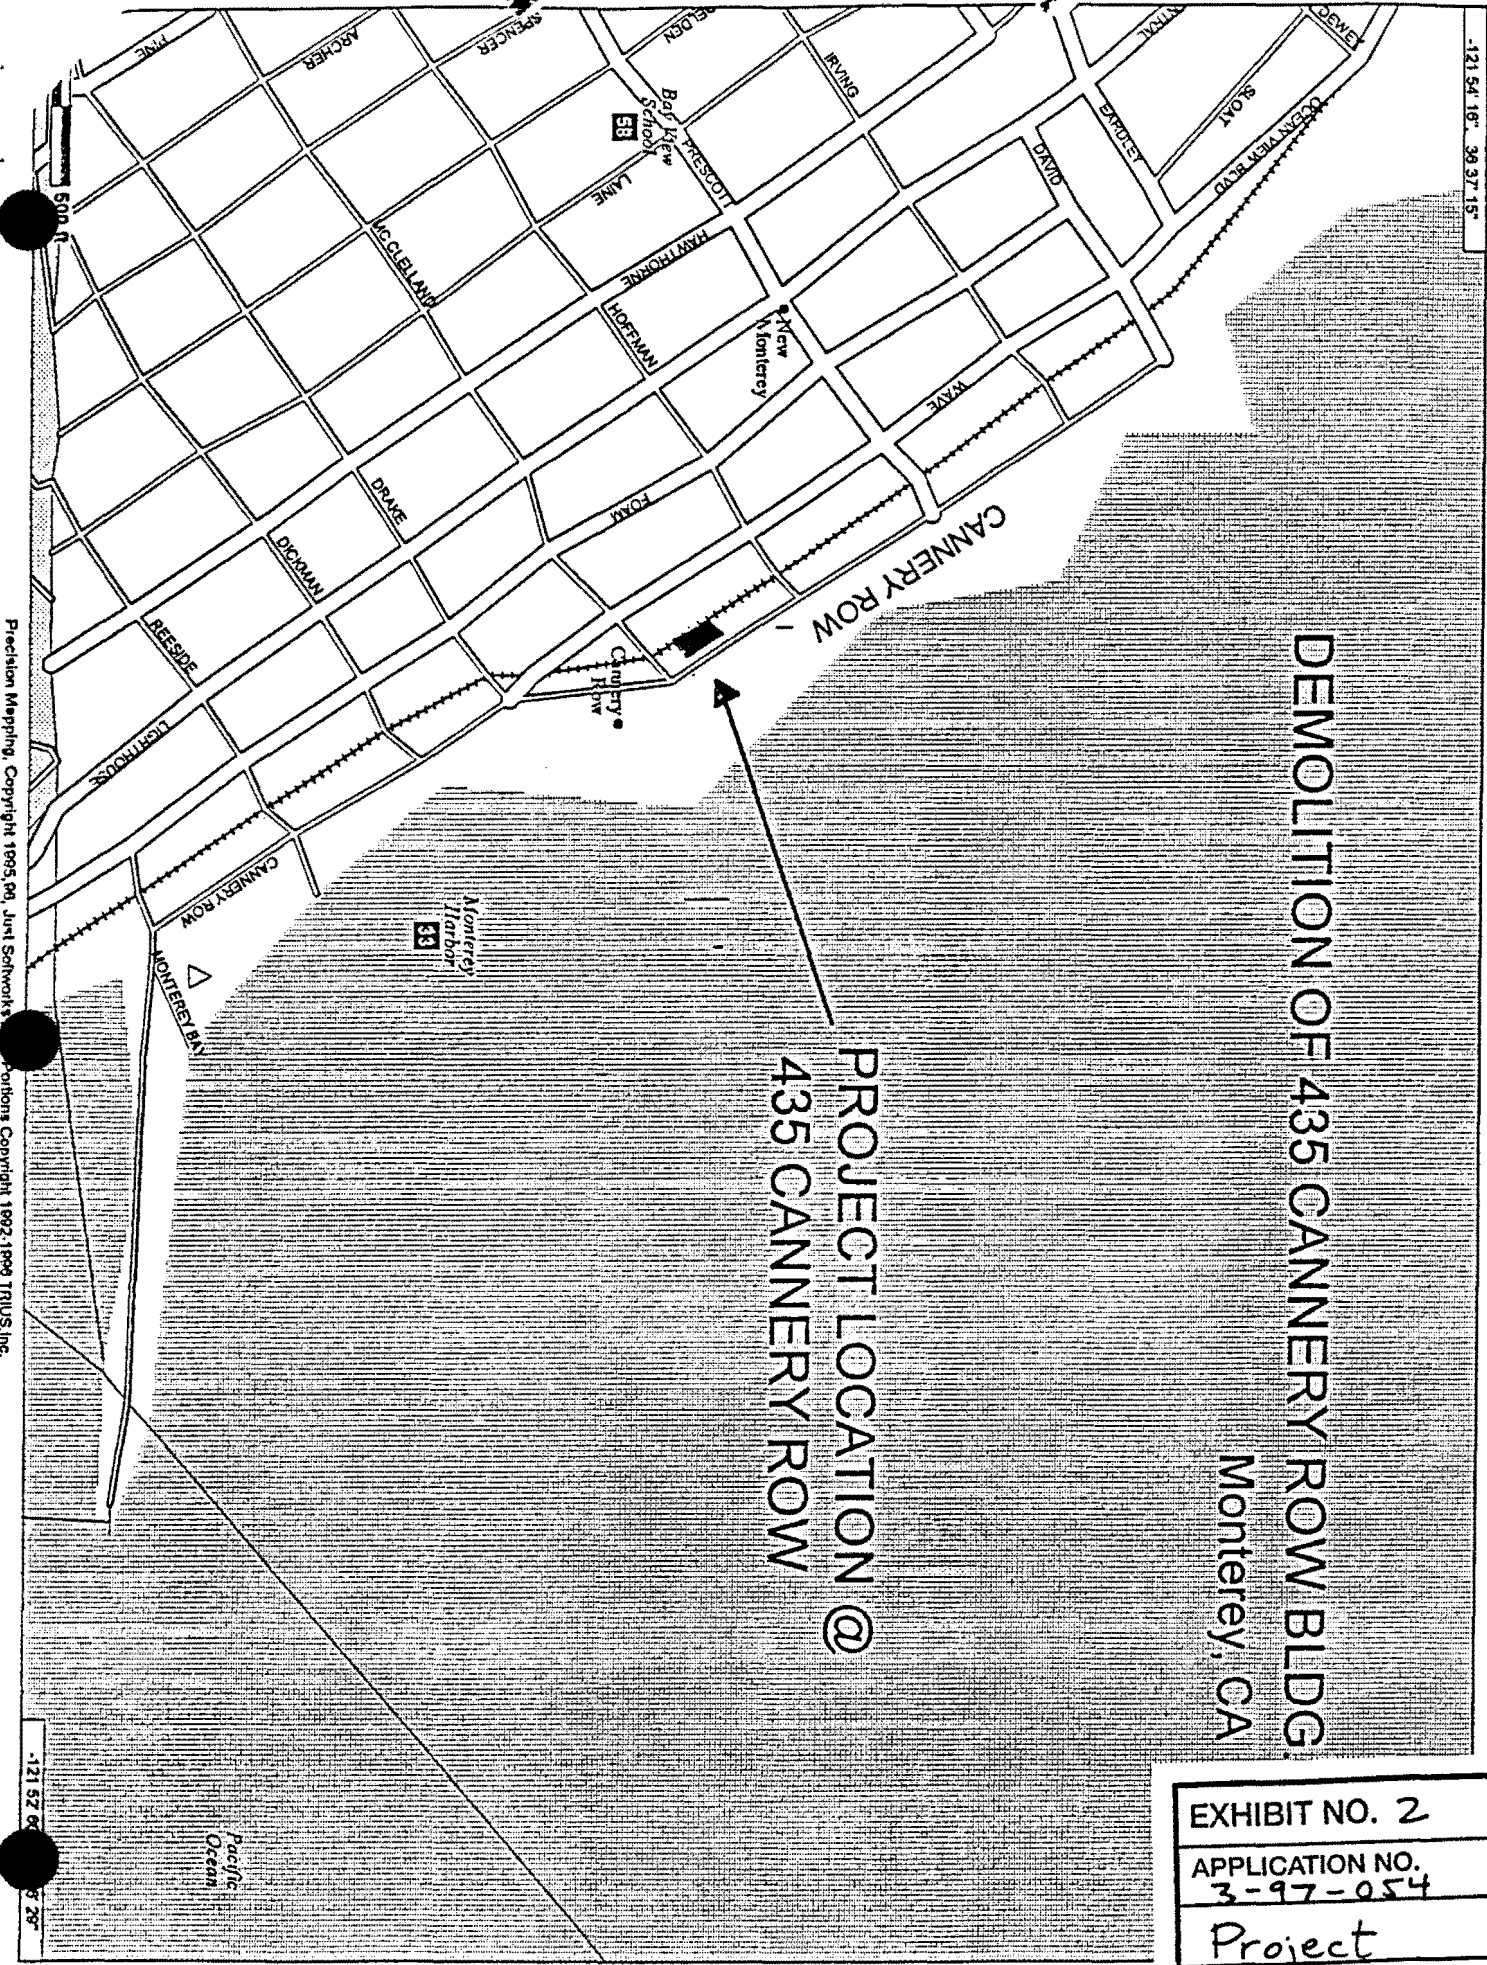 DEMOLITION OF 435 CANNERY ROW BLDG.
Monterey, CA
PROJECT LOCATION @
435 CANNERY ROW
EXHIBIT NO. 2
APPLICATION NO.
3-97-054
Project
-121 54' 16", 36 37' 15"
DEWEY
SLOAT
OCEAN VIEW BLVD
EARDLEY
DAVID
IRVING
SPENCER
ARCHER
PINE
Bay View
School
58
PRESCOTT
LAINE
HAWTHORNE
MC CLELLAND
HOFFMAN
New
Monterey
WAVE
FOAM
DRAKE
DICKMAN
REESIDE
LIGHTHOUSE
CANNERY ROW
Cannery
Row
CANNERY ROW
MONTEREY BAY
Monterey
Harbor
33
Pacific
Ocean
500 ft
Precision Mapping, Copyright 1995,96, Just Softworks
Portions Copyright 1992-1996 TRIUS, Inc.